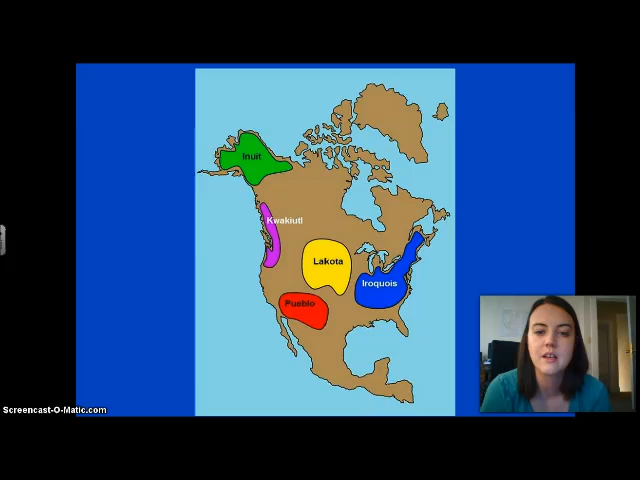 Inuit
Kwakiutl
Lakota
Iroquois
Pueblo
Screencast-O-Matic.com